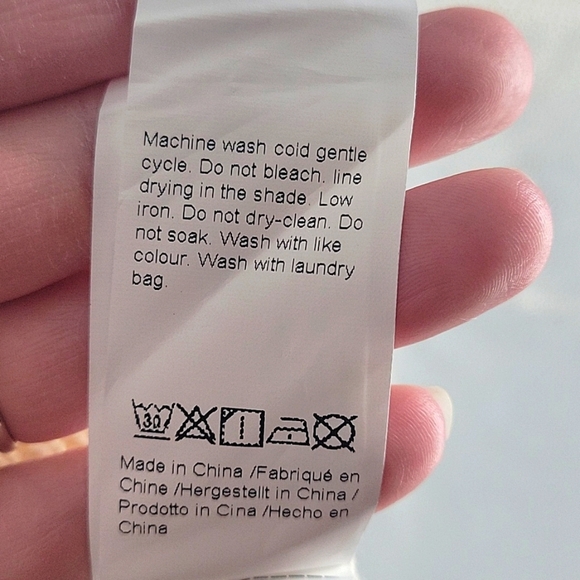 Machine wash cold gentle
cycle. Do not bleach. line
drying in the shade. Low
iron. Do not dry-clean. Do
not soak. Wash with like
colour. Wash with laundry
bag.
30
Made in China /Fabriqué en
Chine /Hergestellt in China /
Prodotto in Cina /Hecho en
China